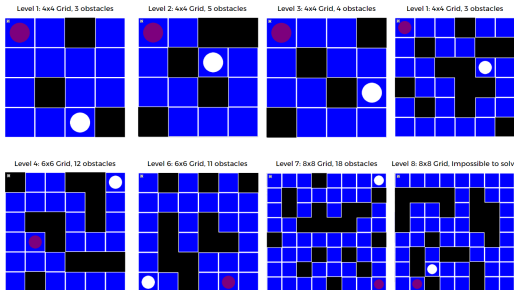 Level 1: 4x4 Grid, 3 obstacles
Level 2: 4x4 Grid, 5 obstacles
Level 3: 4x4 Grid, 4 obstacles
Level 1: 4x4 Grid, 3 obstacles
Level 4: 6x6 Grid, 12 obstacles
Level 6: 6x6 Grid, 11 obstacles
Level 7: 8x8 Grid, 18 obstacles
Level 8: 8x8 Grid, Impossible to solv